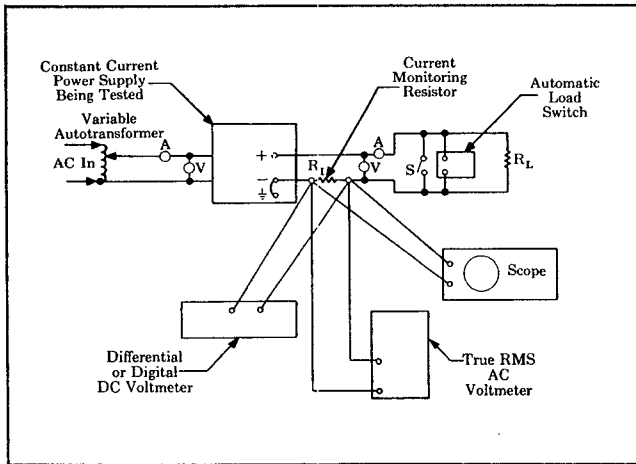 Constant Current
Power Supply
Being Tested
Current
Monitoring
Resistor
Automatic
Load
Switch
Variable
Autotransformer
AC In
A
V
+
−
R_I
A
V
S
R_L
Scope
Differential
or Digital
DC Voltmeter
True RMS
AC
Voltmeter